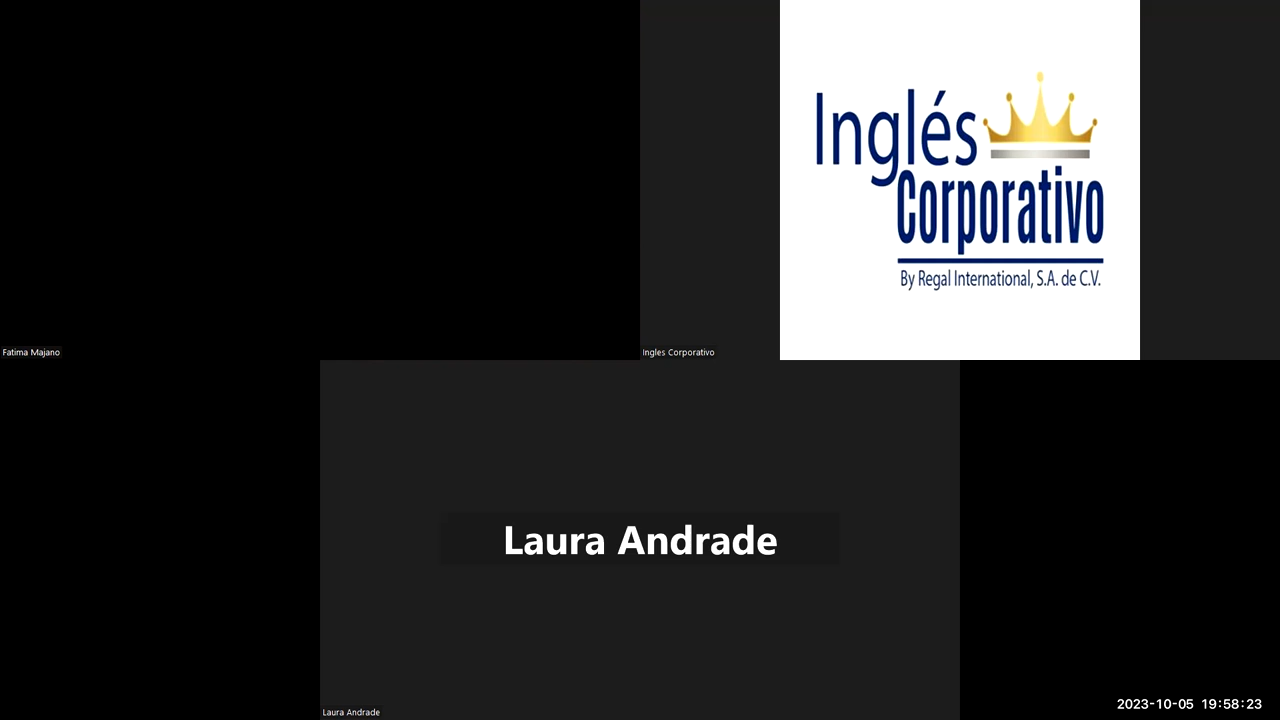 Inglés
Corporativo
By Regal International, S.A. de C.V.
Fatima Majano
Ingles Corporativo
Laura Andrade
Laura Andrade
2023-10-05 19:58:23